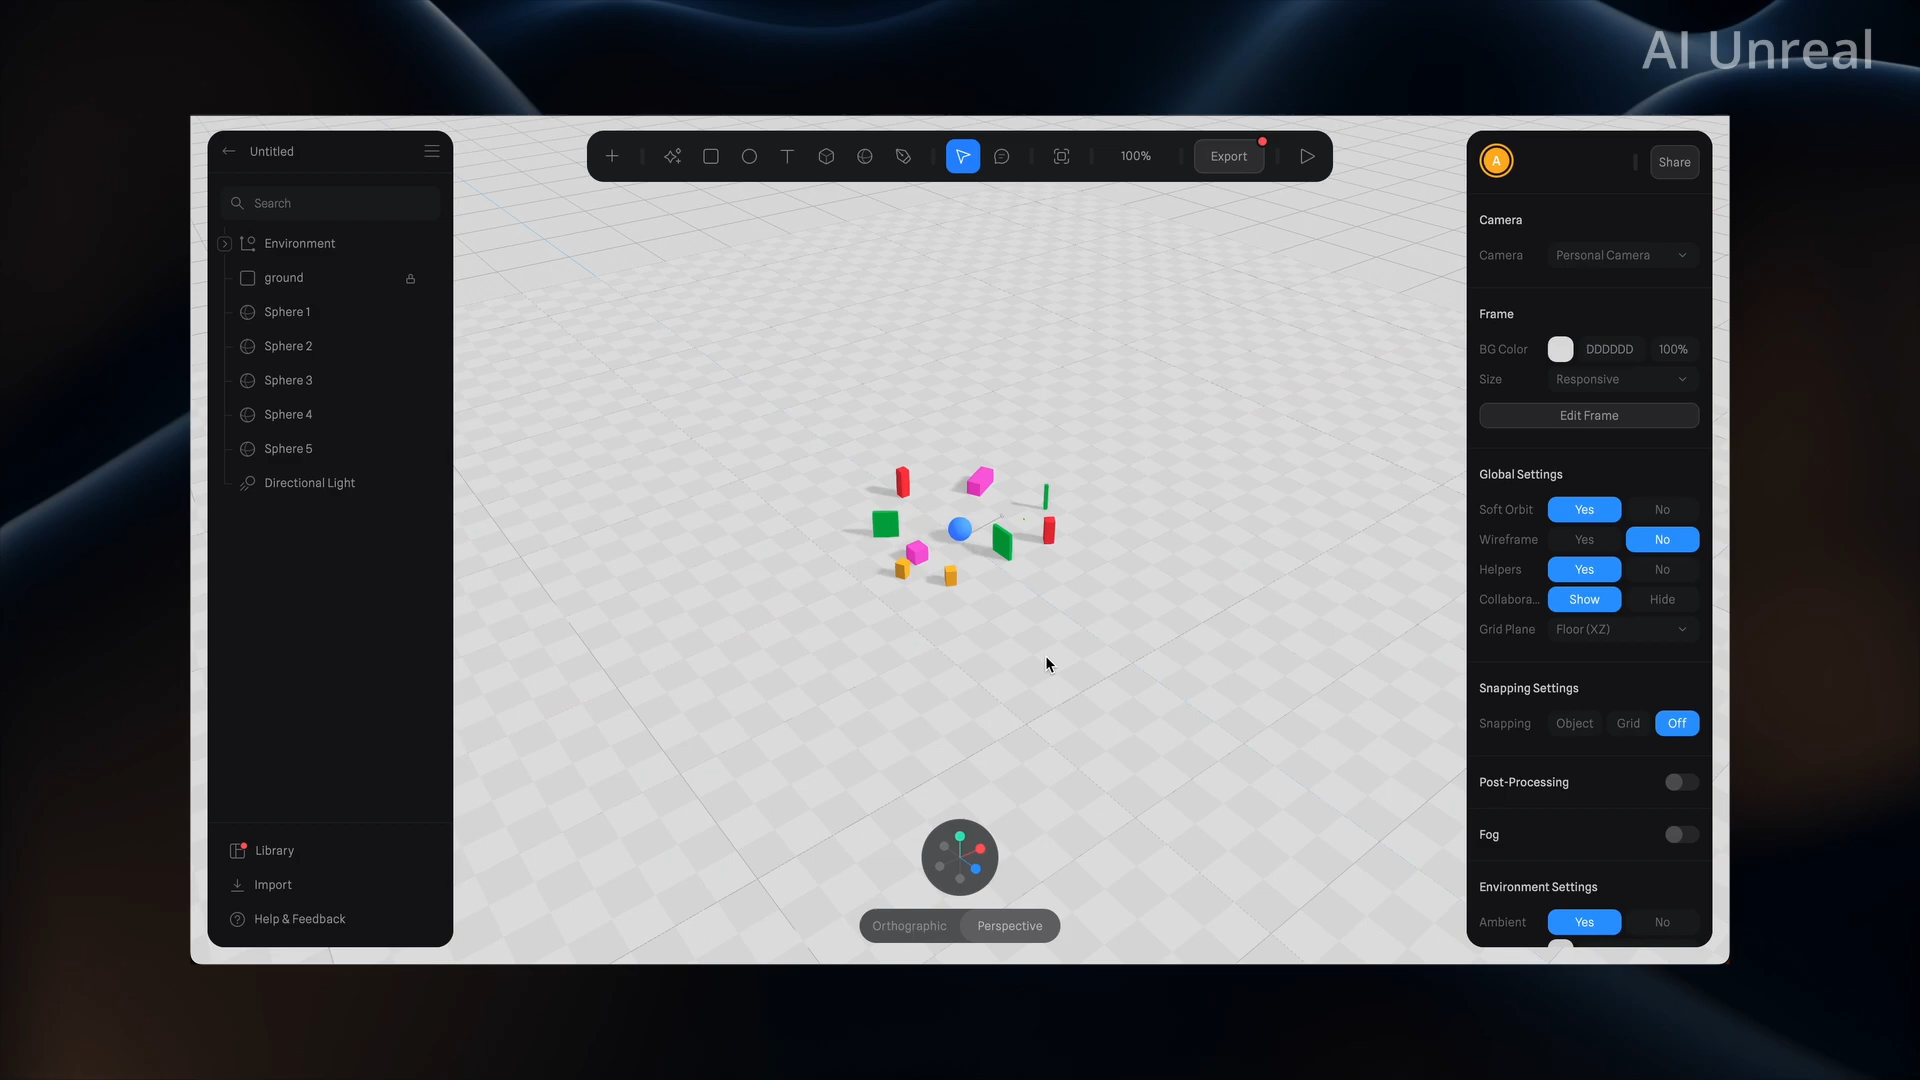 AI Unreal
Untitled
Search
Environment
ground
Sphere 1
Sphere 2
Sphere 3
Sphere 4
Sphere 5
Directional Light
Library
Import
Help & Feedback
100%
Export
Orthographic
Perspective
A
Share
Camera
Camera Personal Camera
Frame
BG Color DDDDDD 100%
Size Responsive
Edit Frame
Global Settings
Soft Orbit Yes No
Wireframe Yes No
Helpers Yes No
Collabora... Show Hide
Grid Plane Floor (XZ)
Snapping Settings
Snapping Object Grid Off
Post-Processing
Fog
Environment Settings
Ambient Yes No